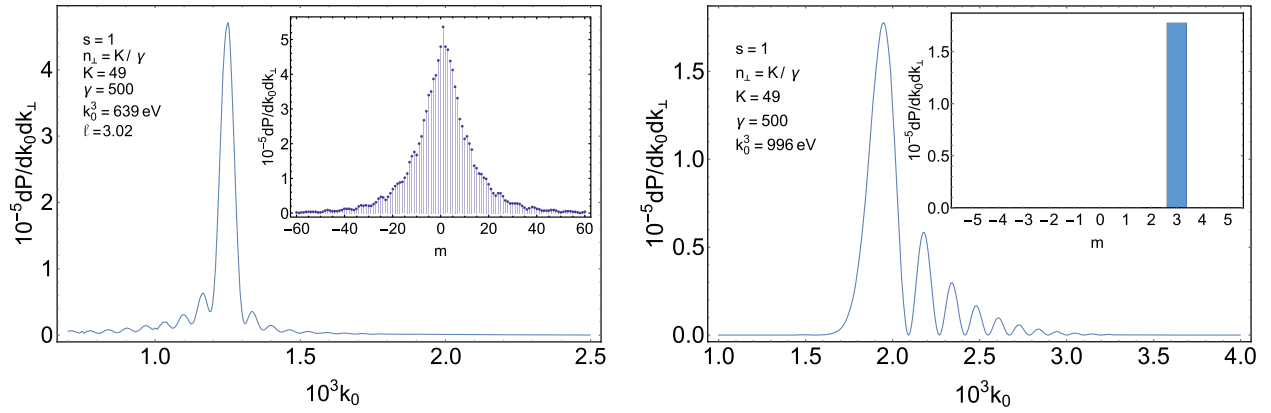 s = 1
n⊥ = K/ γ
K = 49
γ = 500
k₀³ = 639 eV
ℓ = 3.02
10⁻⁵dP/dk₀dk⊥
0
1
2
3
4
1.0
1.5
2.0
2.5
10³k₀
10⁻⁵dP/dk₀dk⊥
0
1
2
3
4
5
−60
−40
−20
0
20
40
60
m
s = 1
n⊥ = K/ γ
K = 49
γ = 500
k₀³ = 996 eV
10⁻⁵dP/dk₀dk⊥
0.0
0.5
1.0
1.5
1.0
1.5
2.0
2.5
3.0
3.5
4.0
10³k₀
10⁻⁵dP/dk₀dk⊥
0.0
0.5
1.0
1.5
−5
−4
−3
−2
−1
0
1
2
3
4
5
m